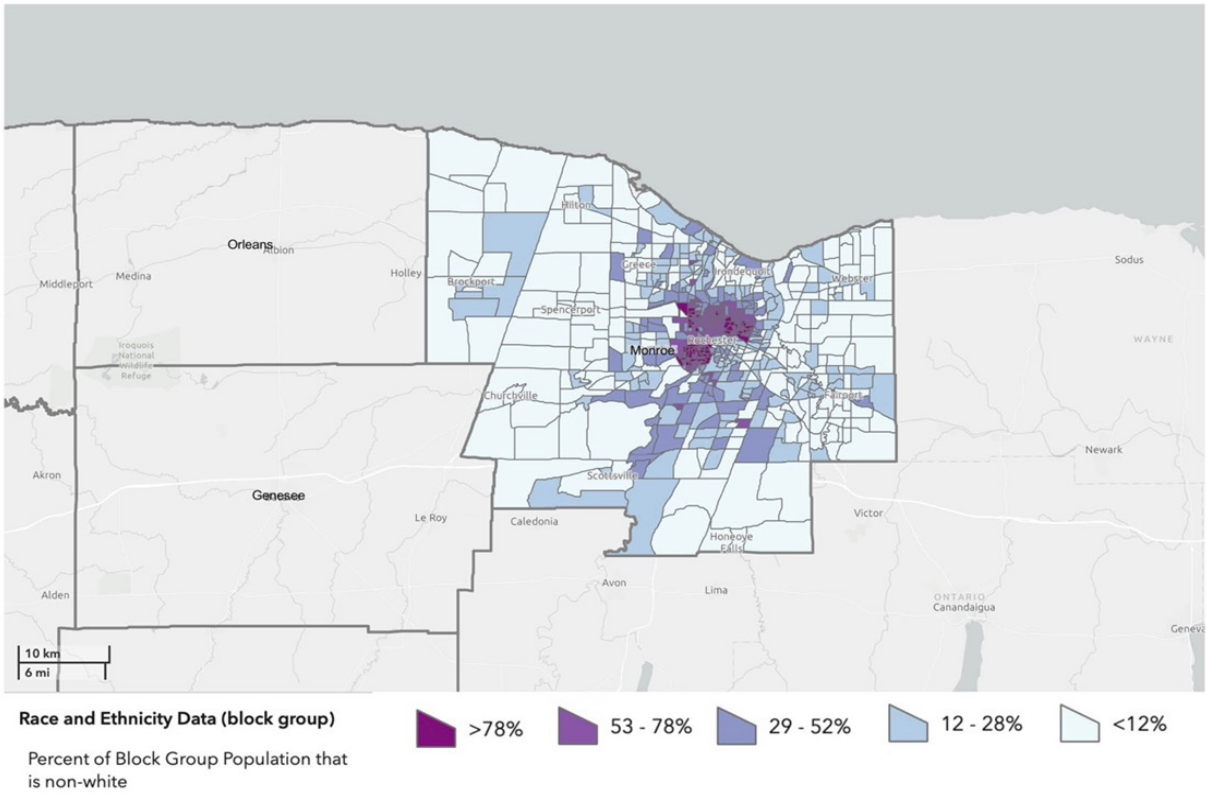 Hilton
Orleans
Albion
Greece
Irondequoit
Sodus
Medina
Holley
Middleport
Brockport
Webster
Spencerport
Iroquois
National
Wildlife
Refuge
Monroe
Rochester
WAYNE
Churchville
Fairport
Newark
Akron
Scottsville
Genesee
Le Roy
Caledonia
Victor
Honeoye
Falls
Avon
Lima
Alden
ONTARIO
Canandaigua
Geneva
10 km
6 mi
Race and Ethnicity Data (block group)
>78%
53 - 78%
29 - 52%
12 - 28%
<12%
Percent of Block Group Population that
is non-white